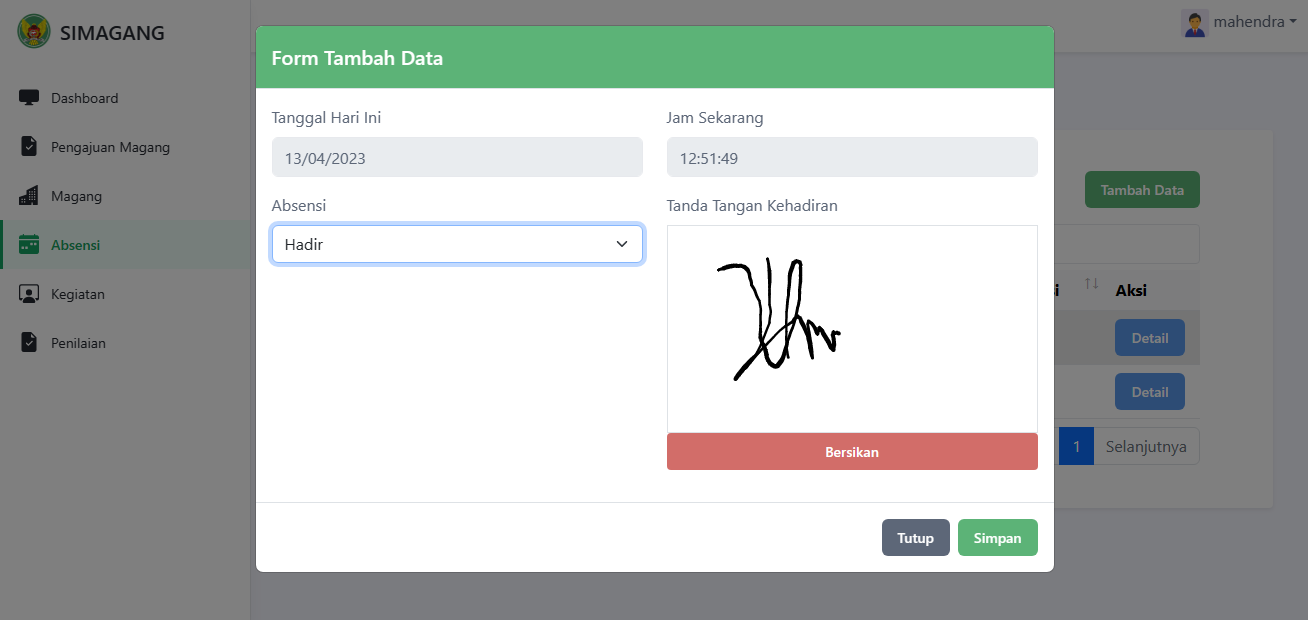 SIMAGANG
mahendra
Dashboard
Pengajuan Magang
Magang
Absensi
Kegiatan
Penilaian
Form Tambah Data
Tanggal Hari Ini
Jam Sekarang
13/04/2023
12:51:49
Absensi
Tanda Tangan Kehadiran
Hadir
Bersikan
Tutup
Simpan
Tambah Data
Aksi
Detail
Detail
1
Selanjutnya